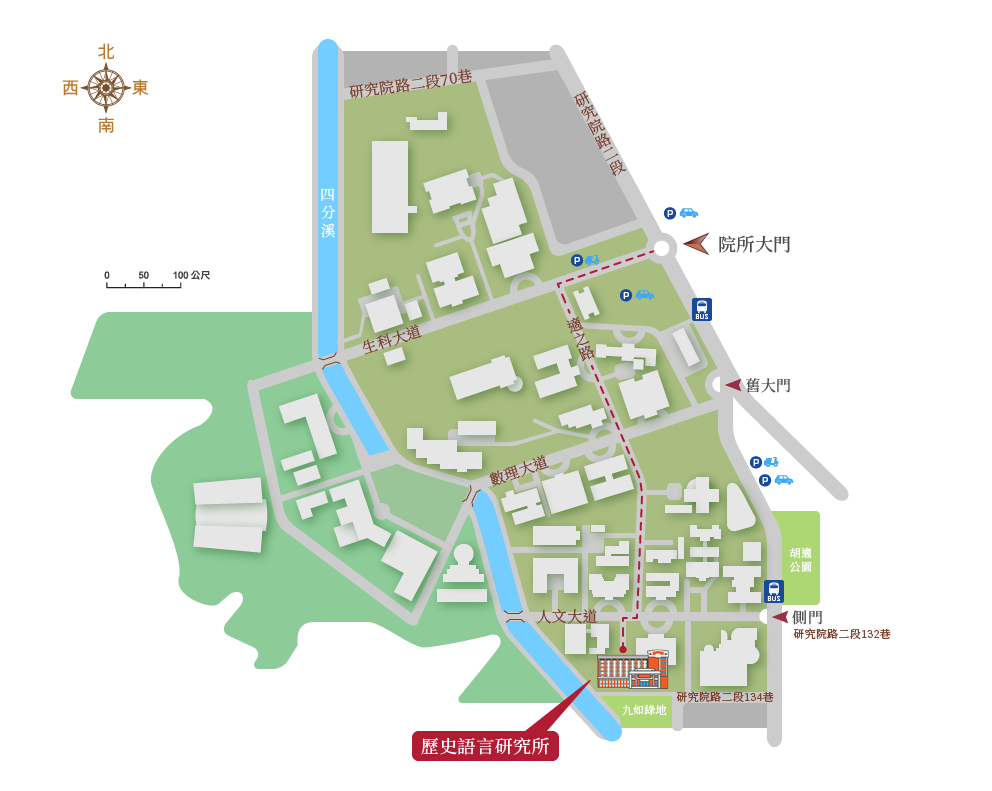 北
西
東
南
研究院路二段70巷
研究院路二段
四分溪
P
院所大門
P
0 50 100 公尺
P
BUS
生科大道
適之路
舊大門
數理大道
P
P
胡適
公園
BUS
人文大道
側門
研究院路二段132巷
研究院路二段134巷
九如綠地
歷史語言研究所